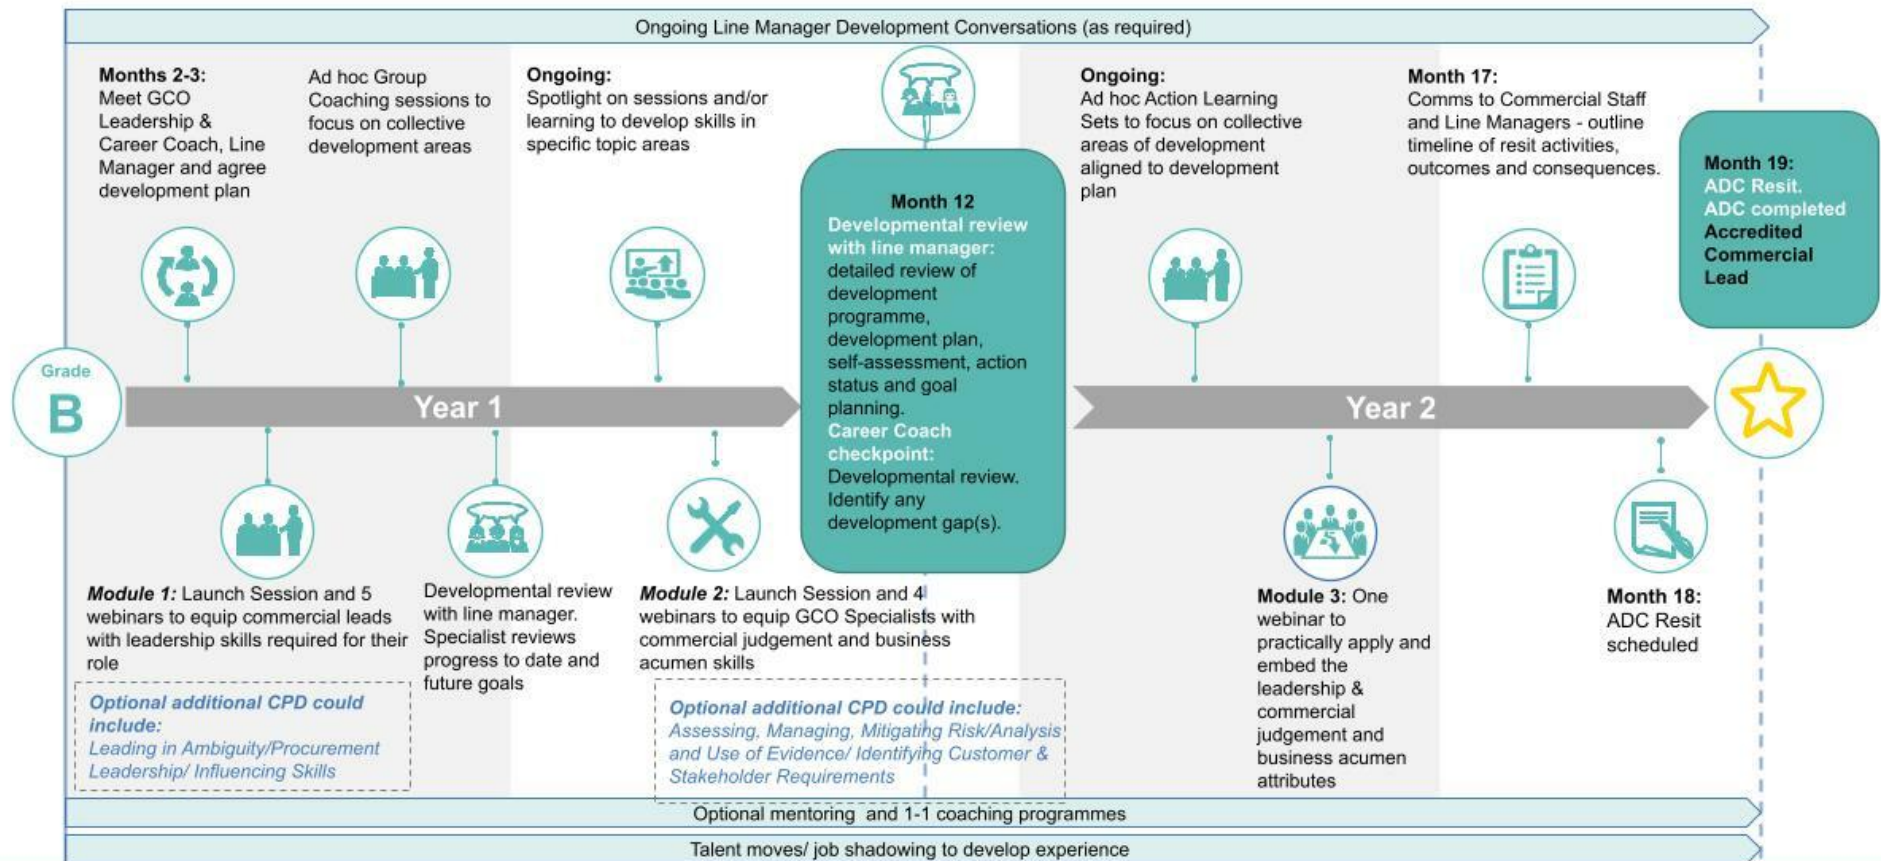 Ongoing Line Manager Development Conversations (as required)
Months 2-3:
Meet GCO
Leadership &
Career Coach, Line
Manager and agree
development plan
Ad hoc Group
Coaching sessions to
focus on collective
development areas
Ongoing:
Spotlight on sessions and/or
learning to develop skills in
specific topic areas
Ongoing:
Ad hoc Action Learning
Sets to focus on collective
areas of development
aligned to development
plan
Month 17:
Comms to Commercial Staff
and Line Managers - outline
timeline of resit activities,
outcomes and consequences.
Month 19:
ADC Resit.
ADC completed
Accredited
Commercial
Lead
Month 12
Developmental review
with line manager:
detailed review of
development
programme,
development plan,
self-assessment, action
status and goal
planning.
Career Coach
checkpoint:
Developmental review.
Identify any
development gap(s).
Grade
B
Year 1
Year 2
Module 1: Launch Session and 5
webinars to equip commercial leads
with leadership skills required for their
role
Optional additional CPD could
include:
Leading in Ambiguity/Procurement
Leadership/ Influencing Skills
Developmental review
with line manager.
Specialist reviews
progress to date and
future goals
Module 2: Launch Session and 4
webinars to equip GCO Specialists with
commercial judgement and business
acumen skills
Optional additional CPD could include:
Assessing, Managing, Mitigating Risk/Analysis
and Use of Evidence/ Identifying Customer &
Stakeholder Requirements
Module 3: One
webinar to
practically apply and
embed the
leadership &
commercial
judgement and
business acumen
attributes
Month 18:
ADC Resit
scheduled
Optional mentoring and 1-1 coaching programmes
Talent moves/ job shadowing to develop experience